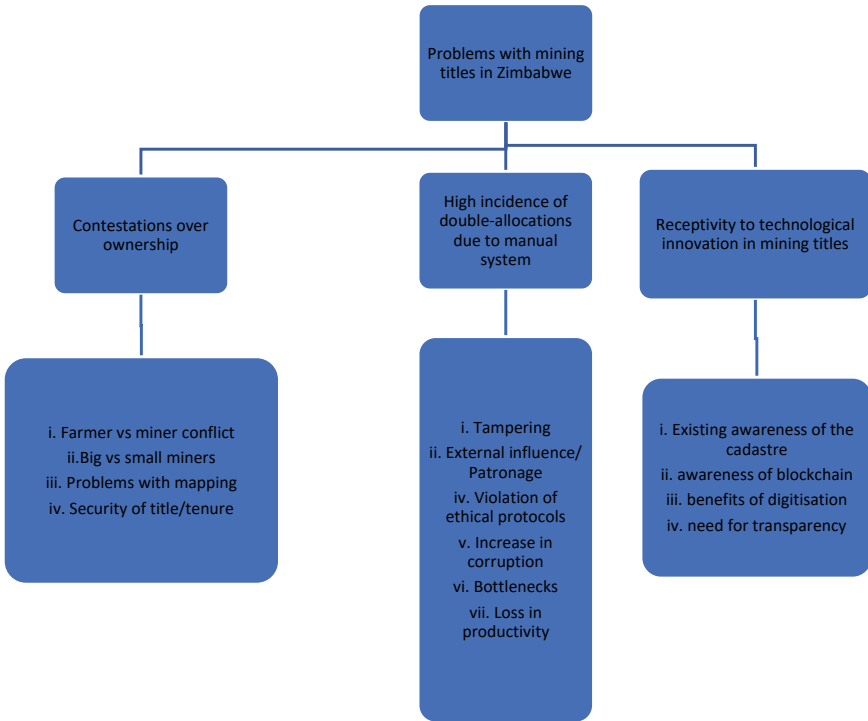 Problems with mining
titles in Zimbabwe
Contestations over
ownership
High incidence of
double-allocations
due to manual
system
Receptivity to technological
innovation in mining titles
i. Farmer vs miner conflict
ii.Big vs small miners
iii. Problems with mapping
iv. Security of title/tenure
i. Tampering
ii. External influence/
Patronage
iv. Violation of
ethical protocols
v. Increase in
corruption
vi. Bottlenecks
vii. Loss in
productivity
i. Existing awareness of the
cadastre
ii. awareness of blockchain
iii. benefits of digitisation
iv. need for transparency